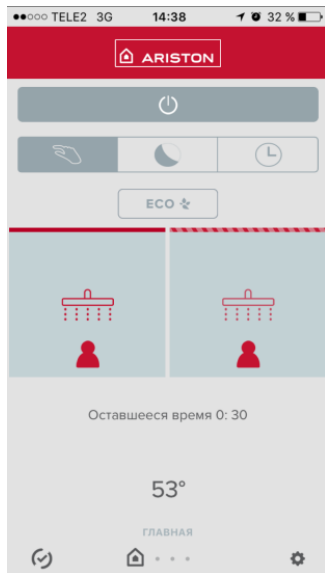 TELE2 3G 14:38 32 %
ARISTON
ECO
Оставшееся время 0: 30
53°
ГЛАВНАЯ